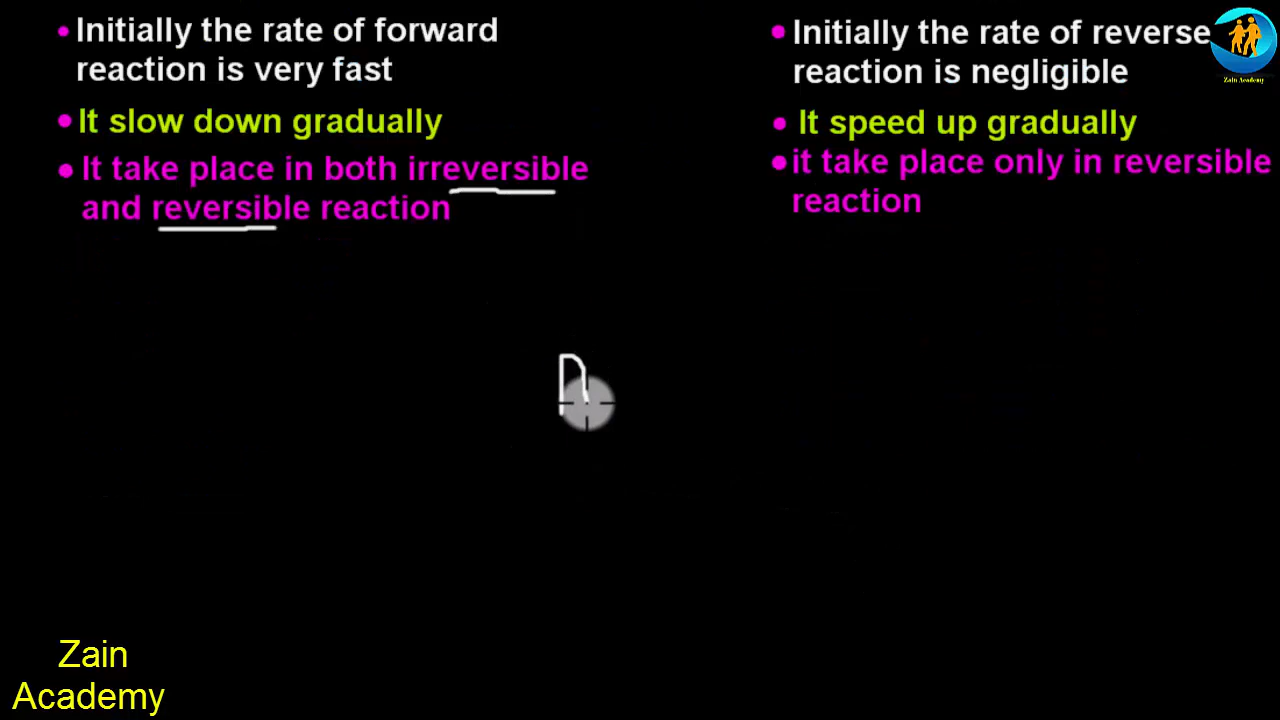 • Initially the rate of forward
reaction is very fast
• It slow down gradually
• It take place in both irreversible
and reversible reaction
• Initially the rate of reverse
reaction is negligible
• It speed up gradually
• it take place only in reversible
reaction
Zain Academy
Zain
Academy